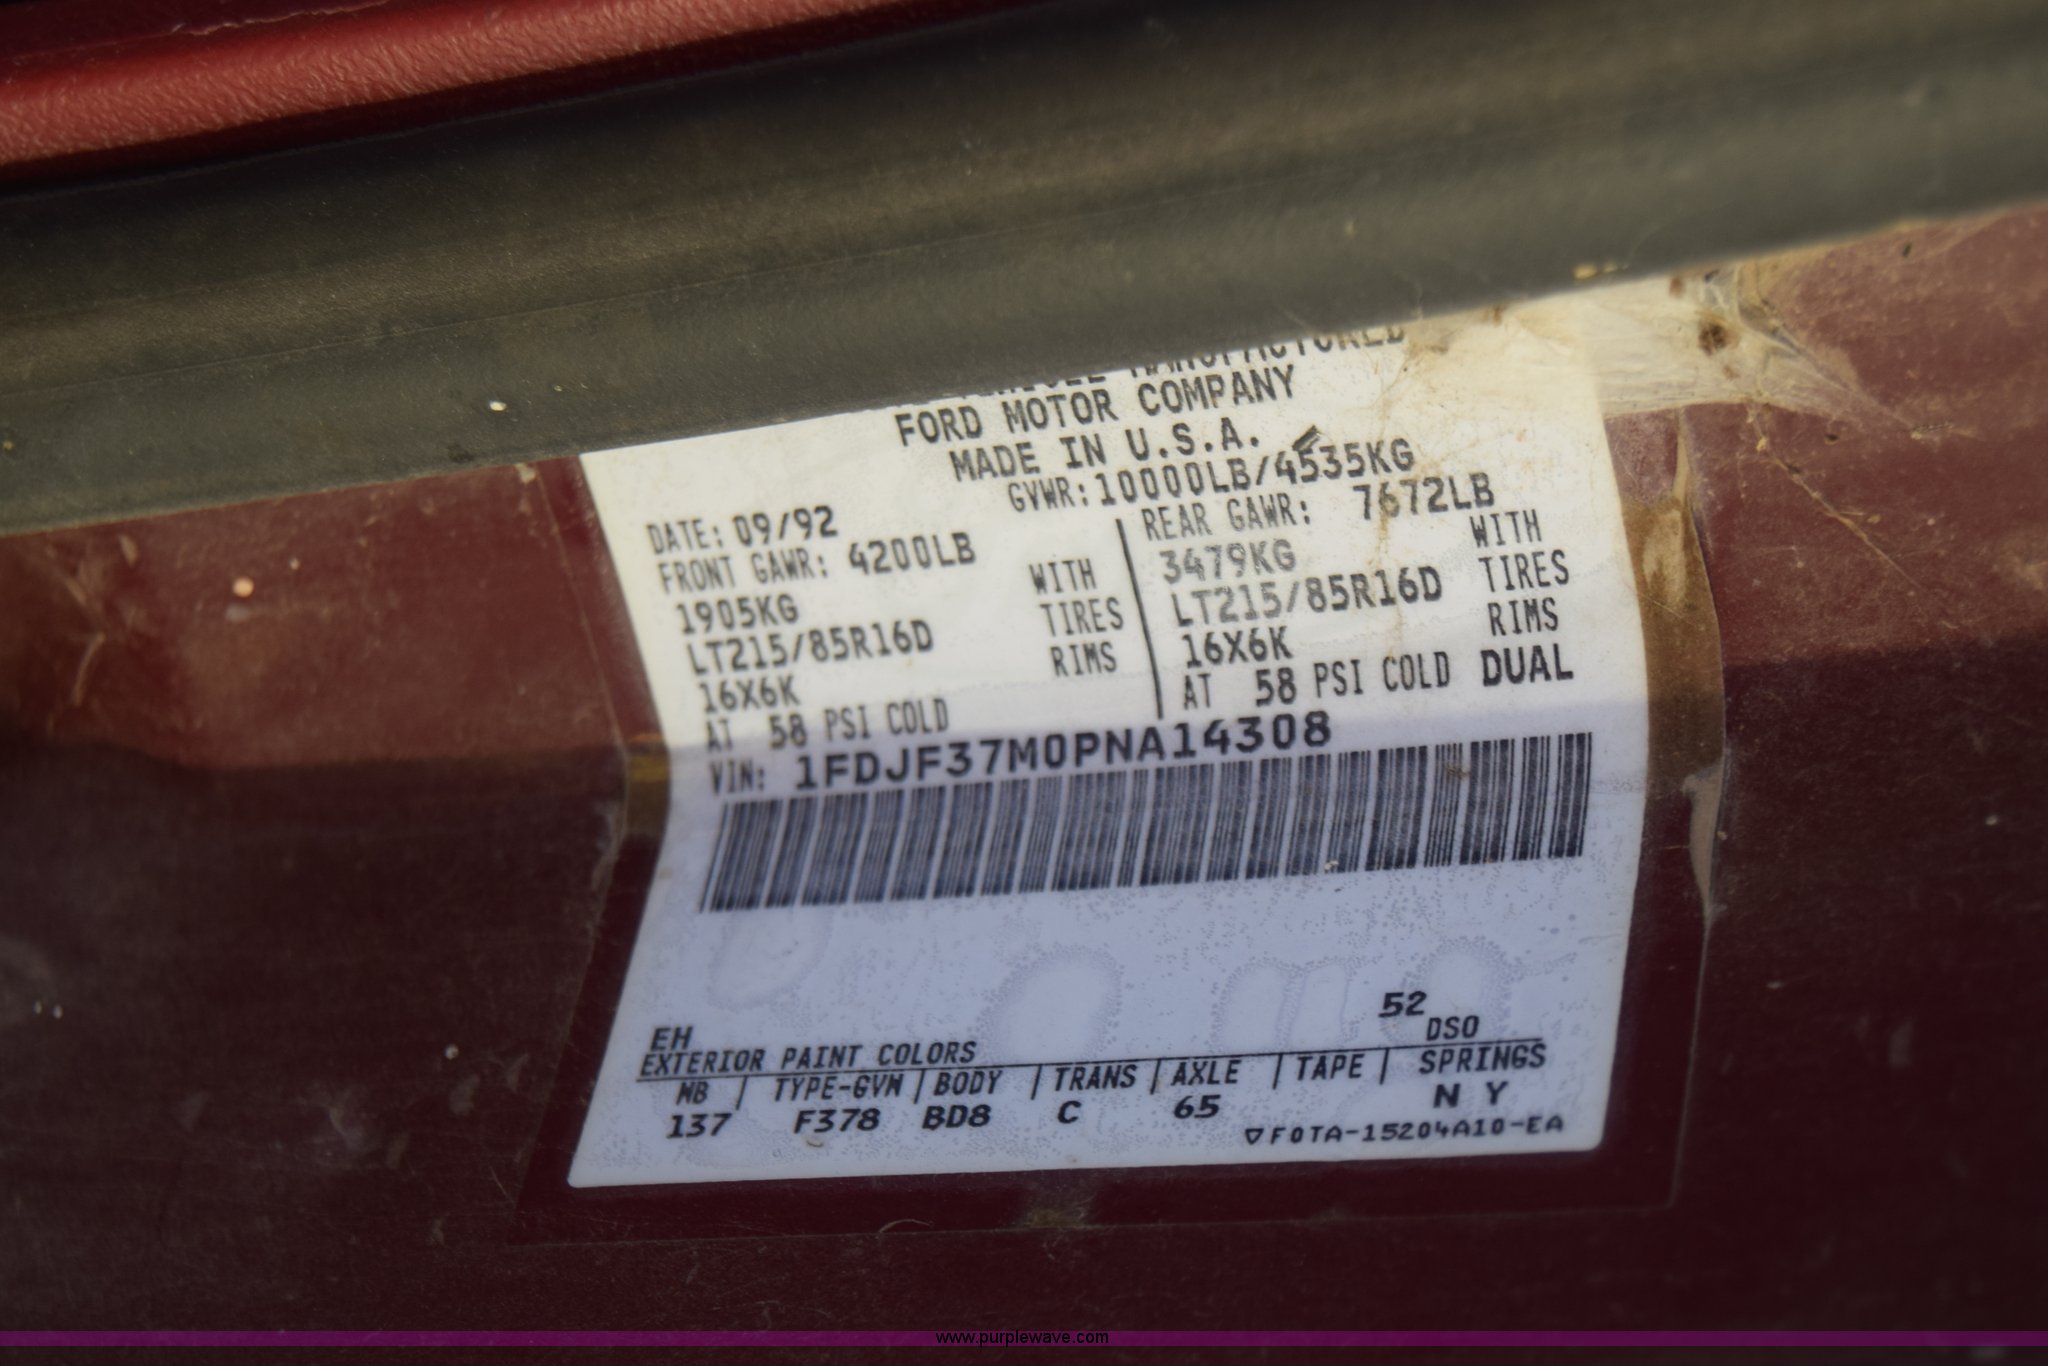 MANUFACTURED
FORD MOTOR COMPANY
MADE IN U.S.A.
DATE: 09/92 GVWR: 10000LB/4535KG
FRONT GAWR: 4200LB
1905KG WITH
LT215/85R16D TIRES
16X6K RIMS
AT 58 PSI COLD
REAR GAWR: 7672LB
3479KG WITH
LT215/85R16D TIRES
16X6K RIMS
AT 58 PSI COLD DUAL
VIN: 1FDJF37M0PNA14308
EH 52
EXTERIOR PAINT COLORS DSO
WB | TYPE-GVW | BODY | TRANS | AXLE | TAPE | SPRINGS
137 F378 BD8 C 65 N Y
F0TA-15204A10-EA
www.purplewave.com